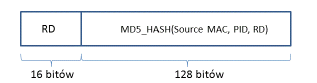 RD MD5_HASH(Source MAC, PID, RD)
16 bitów 128 bitów